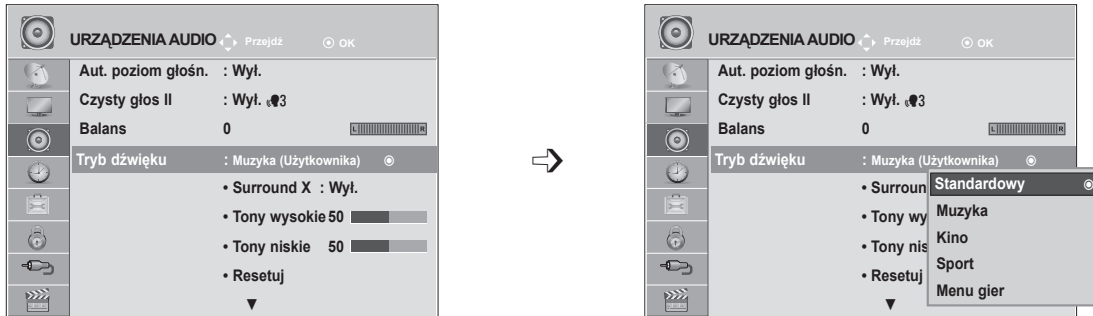 URZĄDZENIA AUDIO Przejdź OK
Aut. poziom głośn. : Wył.
Czysty głos II : Wył. 3
Balans 0 L R
Tryb dźwięku : Muzyka (Użytkownika)
• Surround X : Wył.
• Tony wysokie 50
• Tony niskie 50
• Resetuj
URZĄDZENIA AUDIO Przejdź OK
Aut. poziom głośn. : Wył.
Czysty głos II : Wył. 3
Balans 0 L R
Tryb dźwięku : Muzyka (Użytkownika)
• Surroun
• Tony wy
• Tony nis
• Resetuj
Standardowy
Muzyka
Kino
Sport
Menu gier